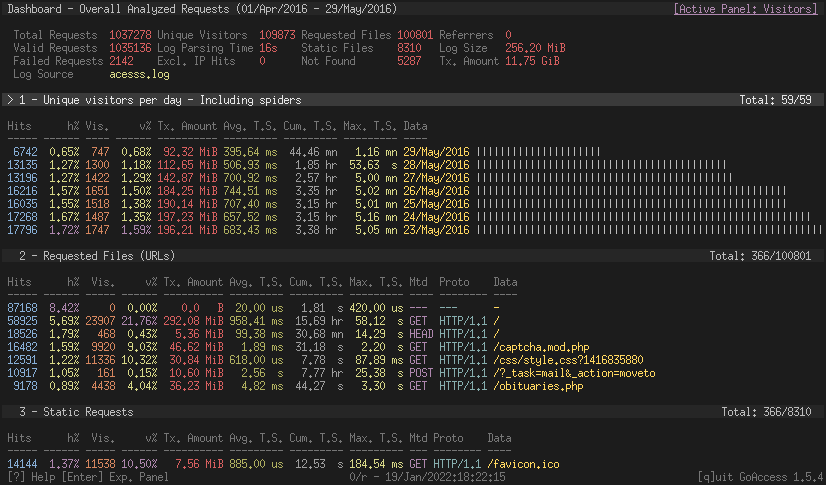 Dashboard - Overall Analyzed Requests (01/Apr/2016 - 29/May/2016) [Active Panel: Visitors]
Total Requests 1037278 Unique Visitors 109873 Requested Files 100801 Referrers 0
Valid Requests 1035136 Log Parsing Time 16s Static Files 8310 Log Size 256.20 MiB
Failed Requests 2142 Excl. IP Hits 0 Not Found 5287 Tx. Amount 11.75 GiB
Log Source acesss.log
> 1 - Unique visitors per day - Including spiders Total: 59/59
Hits h% Vis. v% Tx. Amount Avg. T.S. Cum. T.S. Max. T.S. Data
----- ----- ----- ------ ---------- --------- --------- --------- ----
6742 0.65% 747 0.68% 92.32 MiB 395.64 ms 44.46 mn 1.16 mn 29/May/2016 |||||||||||||||||||||
13135 1.27% 1300 1.18% 112.65 MiB 506.93 ms 1.85 hr 53.63 s 28/May/2016 ||||||||||||||||||||||||||||||||||||||||||
13196 1.27% 1422 1.29% 142.87 MiB 700.92 ms 2.57 hr 5.00 mn 27/May/2016 |||||||||||||||||||||||||||||||||||||||||||
16216 1.57% 1651 1.50% 184.25 MiB 744.51 ms 3.35 hr 5.02 mn 26/May/2016 ||||||||||||||||||||||||||||||||||||||||||||||||||||
16035 1.55% 1518 1.38% 190.14 MiB 707.40 ms 3.15 hr 5.01 mn 25/May/2016 ||||||||||||||||||||||||||||||||||||||||||||||||||||
17268 1.67% 1487 1.35% 197.23 MiB 657.52 ms 3.15 hr 5.16 mn 24/May/2016 ||||||||||||||||||||||||||||||||||||||||||||||||||||||||
17796 1.72% 1747 1.59% 196.21 MiB 683.43 ms 3.38 hr 5.05 mn 23/May/2016 ||||||||||||||||||||||||||||||||||||||||||||||||||||||||||
2 - Requested Files (URLs) Total: 366/100801
Hits h% Vis. v% Tx. Amount Avg. T.S. Cum. T.S. Max. T.S. Mtd Proto Data
----- ----- ----- ------ ---------- --------- --------- --------- --- -------- ----
87168 8.42% 0 0.00% 0.0 B 20.00 us 1.81 s 420.00 us --- --- -
58925 5.69% 23907 21.76% 292.08 MiB 958.41 ms 15.69 hr 58.12 s GET HTTP/1.1 /
18526 1.79% 468 0.43% 5.36 MiB 99.38 ms 30.68 mn 14.29 s HEAD HTTP/1.1 /
16482 1.59% 9920 9.03% 46.62 MiB 1.89 ms 31.18 s 2.20 s GET HTTP/1.1 /captcha.mod.php
12591 1.22% 11336 10.32% 30.84 MiB 618.00 us 7.78 s 87.89 ms GET HTTP/1.1 /css/style.css?1416835880
10917 1.05% 161 0.15% 10.60 MiB 2.56 s 7.77 hr 25.38 s POST HTTP/1.1 /?_task=mail&_action=moveto
9178 0.89% 4438 4.04% 36.23 MiB 4.82 ms 44.27 s 3.30 s GET HTTP/1.1 /obituaries.php
3 - Static Requests Total: 366/8310
Hits h% Vis. v% Tx. Amount Avg. T.S. Cum. T.S. Max. T.S. Mtd Proto Data
----- ----- ----- ------ ---------- --------- --------- --------- --- -------- ----
14144 1.37% 11538 10.50% 7.56 MiB 885.00 us 12.53 s 184.54 ms GET HTTP/1.1 /favicon.ico
[?] Help [Enter] Exp. Panel 0/r - 19/Jan/2022:18:22:15 [q]uit GoAccess 1.5.4